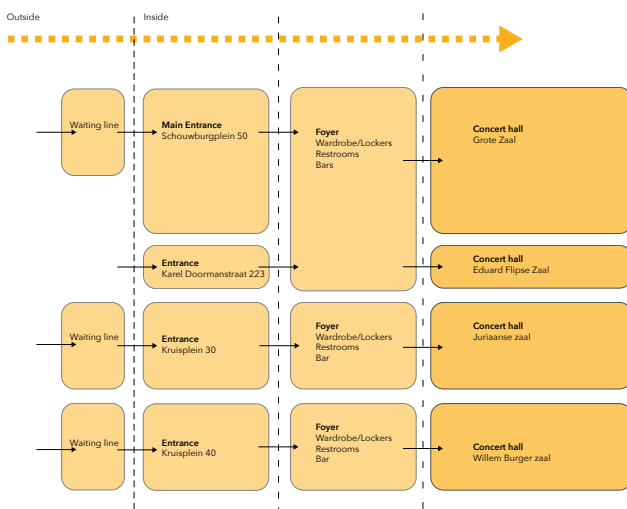 Outside
Inside
Waiting line
Main Entrance
Schouwburgplein 50
Foyer
Wardrobe/Lockers
Restrooms
Bars
Concert hall
Grote Zaal
Entrance
Karel Doormanstraat 223
Concert hall
Eduard Flipse Zaal
Waiting line
Entrance
Kruisplein 30
Foyer
Wardrobe/Lockers
Restrooms
Bar
Concert hall
Juriaanse zaal
Waiting line
Entrance
Kruisplein 40
Foyer
Wardrobe/Lockers
Restrooms
Bar
Concert hall
Willem Burger zaal